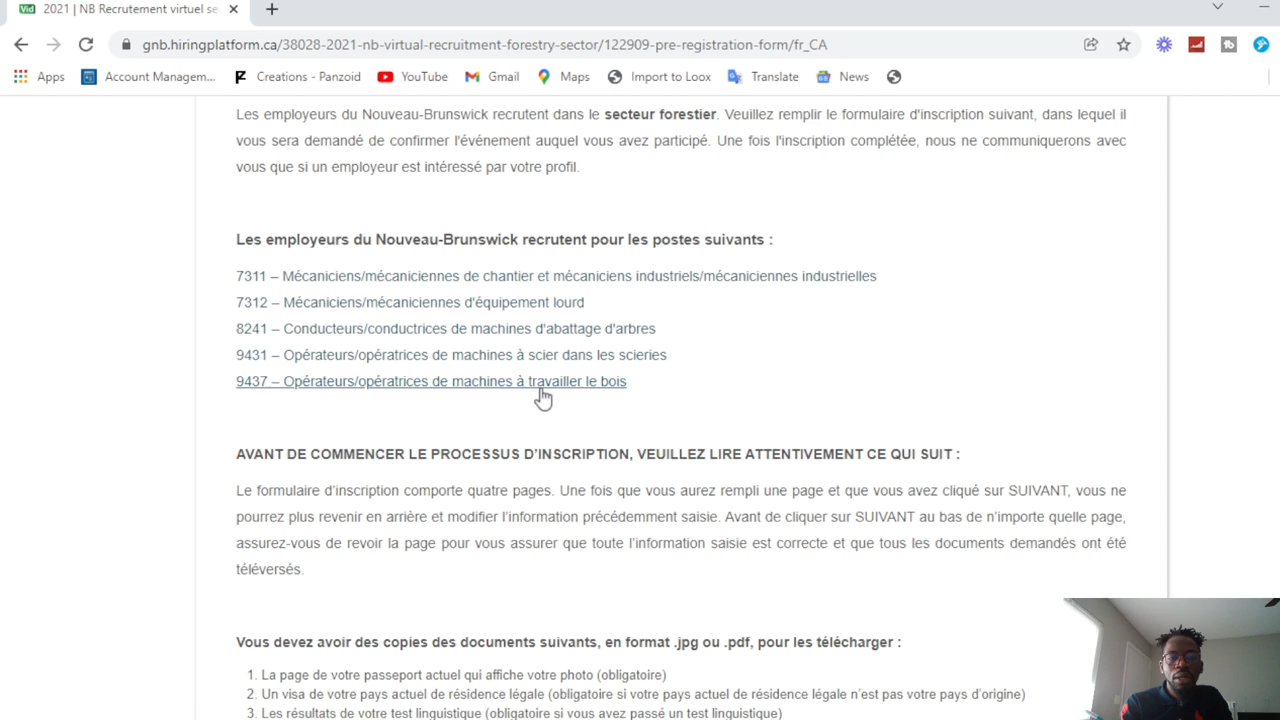 2021 | NB Recrutement virtuel se
gnb.hiringplatform.ca/38028-2021-nb-virtual-recruitment-forestry-sector/122909-pre-registration-form/fr_CA
Apps Account Managem... Creations - Panzoid YouTube Gmail Maps Import to Loox Translate News
Les employeurs du Nouveau-Brunswick recrutent dans le secteur forestier. Veuillez remplir le formulaire d'inscription suivant, dans lequel il
vous sera demandé de confirmer l'événement auquel vous avez participé. Une fois l'inscription complétée, nous ne communiquerons avec
vous que si un employeur est intéressé par votre profil.
Les employeurs du Nouveau-Brunswick recrutent pour les postes suivants :
7311 – Mécaniciens/mécaniciennes de chantier et mécaniciens industriels/mécaniciennes industrielles
7312 – Mécaniciens/mécaniciennes d'équipement lourd
8241 – Conducteurs/conductrices de machines d'abattage d'arbres
9431 – Opérateurs/opératrices de machines à scier dans les scieries
9437 – Opérateurs/opératrices de machines à travailler le bois
AVANT DE COMMENCER LE PROCESSUS D’INSCRIPTION, VEUILLEZ LIRE ATTENTIVEMENT CE QUI SUIT :
Le formulaire d’inscription comporte quatre pages. Une fois que vous aurez rempli une page et que vous avez cliqué sur SUIVANT, vous ne
pourrez plus revenir en arrière et modifier l’information précédemment saisie. Avant de cliquer sur SUIVANT au bas de n’importe quelle page,
assurez-vous de revoir la page pour vous assurer que toute l’information saisie est correcte et que tous les documents demandés ont été
téléversés.
Vous devez avoir des copies des documents suivants, en format .jpg ou .pdf, pour les télécharger :
1. La page de votre passeport actuel qui affiche votre photo (obligatoire)
2. Un visa de votre pays actuel de résidence légale (obligatoire si votre pays actuel de résidence légale n’est pas votre pays d’origine)
3. Les résultats de votre test linguistique (obligatoire si vous avez passé un test linguistique)